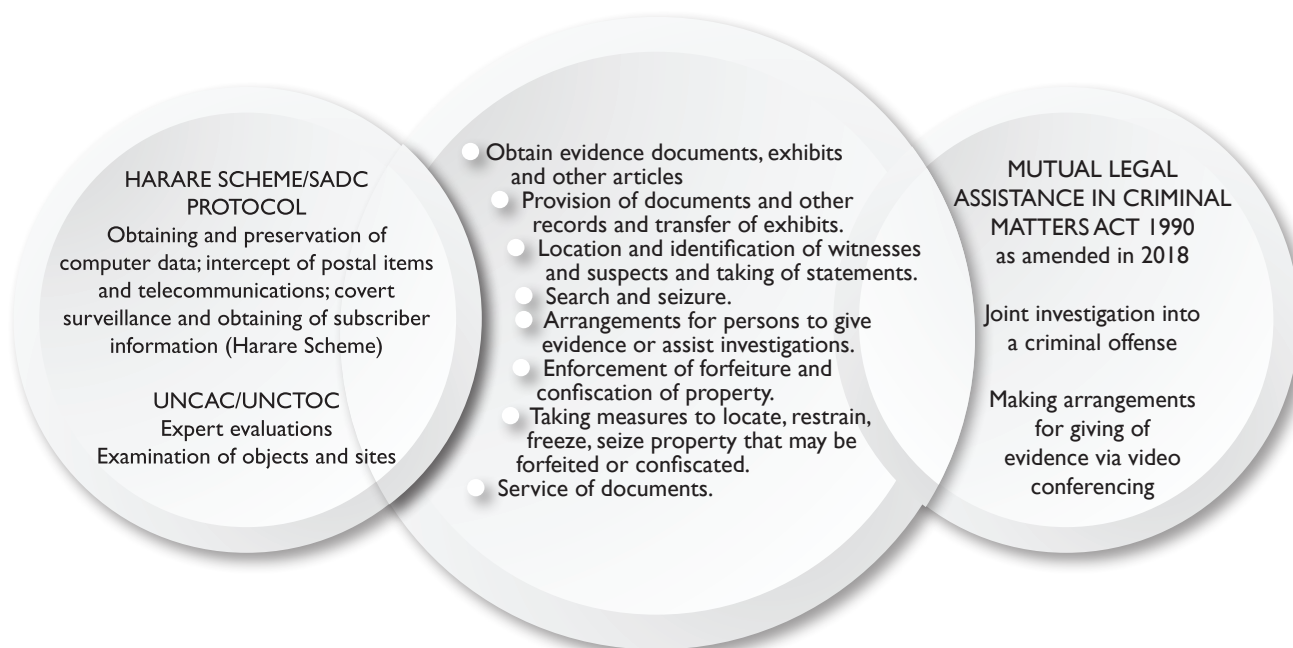 HARARE SCHEME/SADC
PROTOCOL
Obtaining and preservation of
computer data; intercept of postal items
and telecommunications; covert
surveillance and obtaining of subscriber
information (Harare Scheme)
UNCAC/UNCTOC
Expert evaluations
Examination of objects and sites
Obtain evidence documents, exhibits
and other articles
Provision of documents and other
records and transfer of exhibits.
Location and identification of witnesses
and suspects and taking of statements.
Search and seizure.
Arrangements for persons to give
evidence or assist investigations.
Enforcement of forfeiture and
confiscation of property.
Taking measures to locate, restrain,
freeze, seize property that may be
forfeited or confiscated.
Service of documents.
MUTUAL LEGAL
ASSISTANCE IN CRIMINAL
MATTERS ACT 1990
as amended in 2018
Joint investigation into
a criminal offense
Making arrangements
for giving of
evidence via video
conferencing